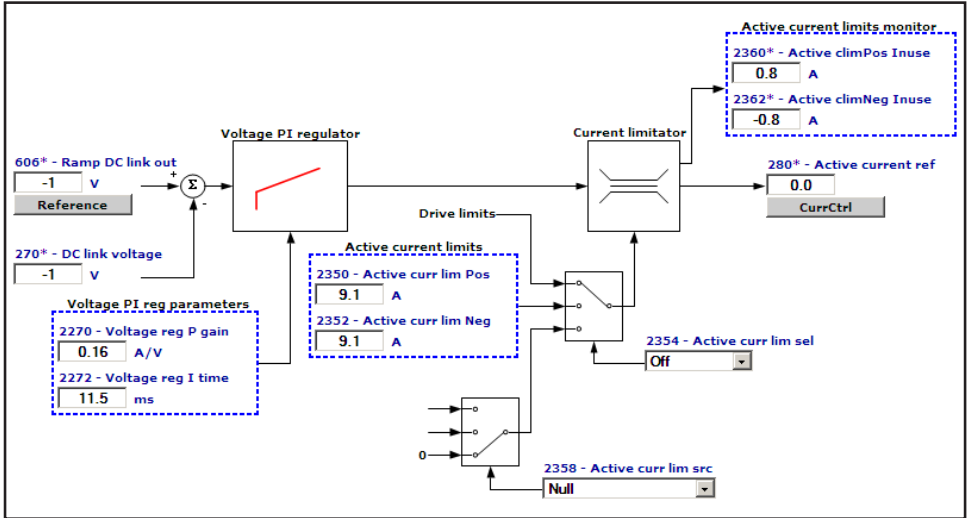 Active current limits monitor
2360* - Active climPos Inuse
0.8 A
2362* - Active climNeg Inuse
-0.8 A
Voltage PI regulator
Current limitator
606* - Ramp DC link out
-1 V
Reference
+
Σ
-
280* - Active current ref
0.0
CurrCtrl
Drive limits
270* - DC link voltage
-1 V
Active current limits
2350 - Active curr lim Pos
9.1 A
2352 - Active curr lim Neg
9.1 A
Voltage PI reg parameters
2270 - Voltage reg P gain
0.16 A/V
2272 - Voltage reg I time
11.5 ms
2354 - Active curr lim sel
Off
0
2358 - Active curr lim src
Null